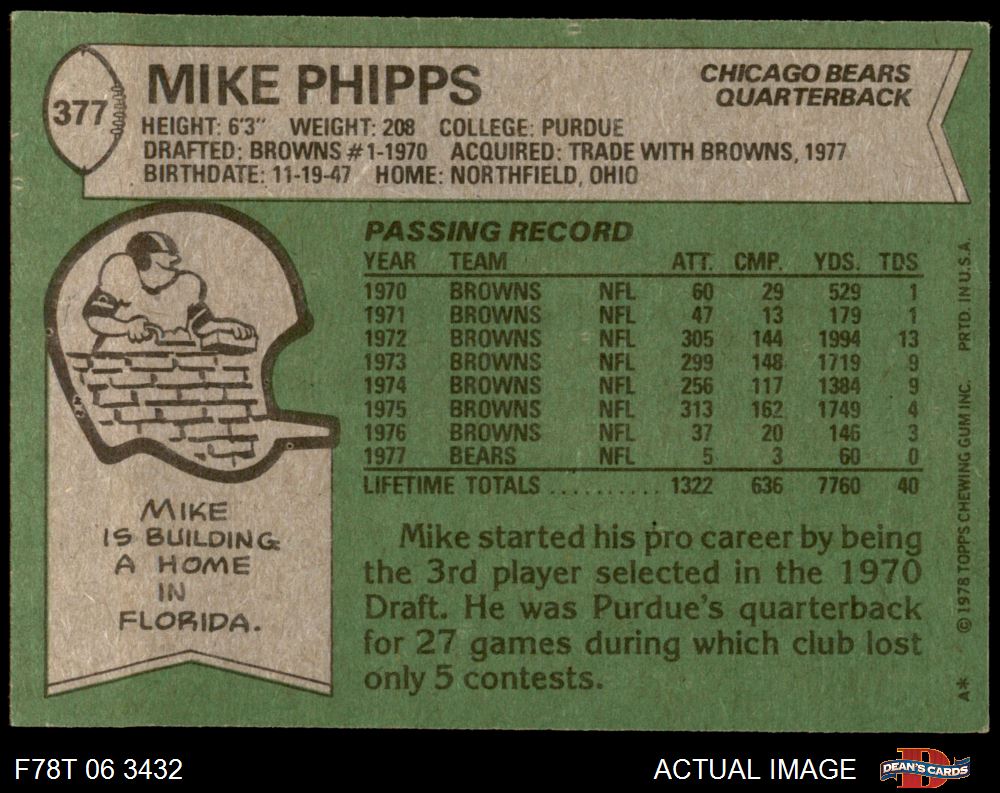 377
MIKE PHIPPS
CHICAGO BEARS
QUARTERBACK
HEIGHT: 6'3" WEIGHT: 208 COLLEGE: PURDUE
DRAFTED: BROWNS #1-1970 ACQUIRED: TRADE WITH BROWNS, 1977
BIRTHDATE: 11-19-47 HOME: NORTHFIELD, OHIO
PASSING RECORD
YEAR TEAM ATT. CMP. YDS. TDS
1970 BROWNS NFL 60 29 529 1
1971 BROWNS NFL 47 13 179 1
1972 BROWNS NFL 305 144 1994 13
1973 BROWNS NFL 299 148 1719 9
1974 BROWNS NFL 256 117 1384 9
1975 BROWNS NFL 313 162 1749 4
1976 BROWNS NFL 37 20 146 3
1977 BEARS NFL 5 3 60 0
LIFETIME TOTALS .......... 1322 636 7760 40
MIKE
IS BUILDING
A HOME
IN
FLORIDA.
Mike started his pro career by being
the 3rd player selected in the 1970
Draft. He was Purdue's quarterback
for 27 games during which club lost
only 5 contests.
A* © 1978 TOPPS CHEWING GUM INC. PRTD. IN U.S.A.
F78T 06 3432
ACTUAL IMAGE
D
DEAN'S CARDS